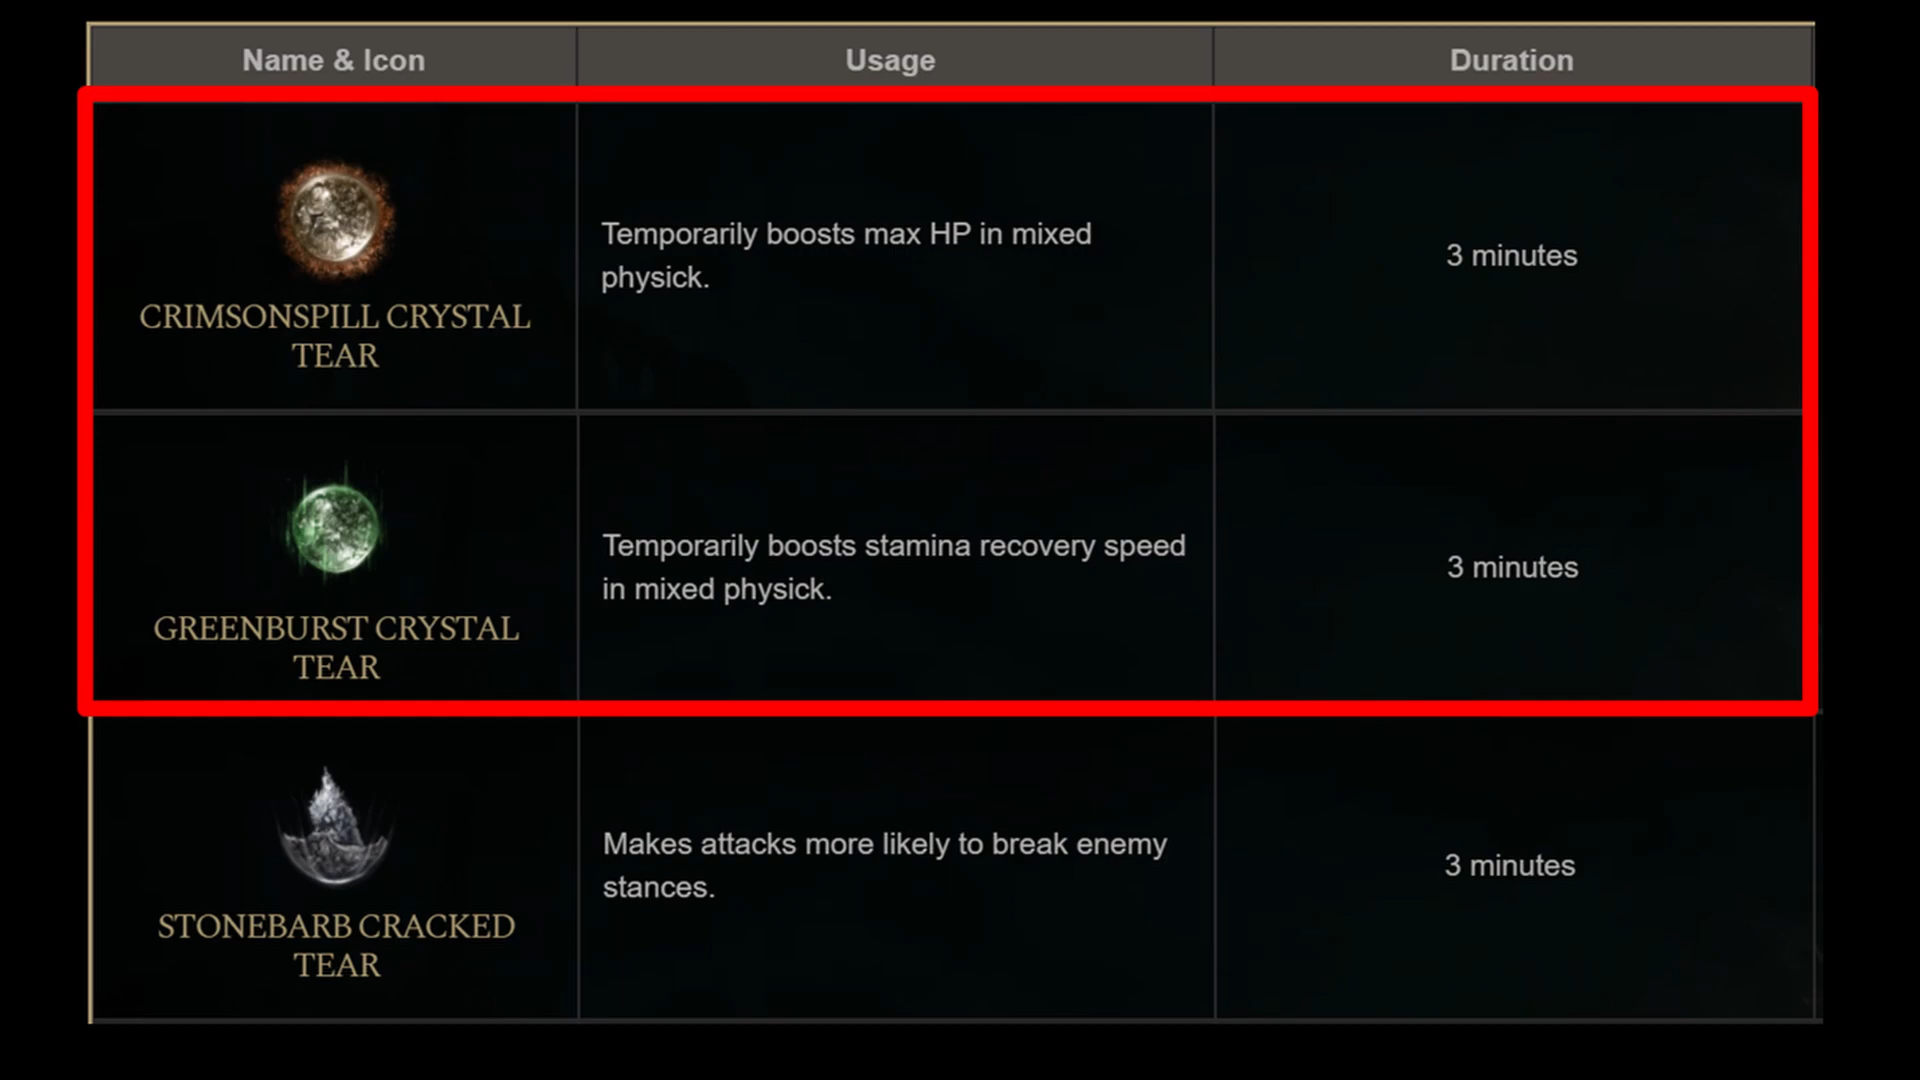 Name & Icon
Usage
Duration
CRIMSONSPILL CRYSTAL
TEAR
Temporarily boosts max HP in mixed
physick.
3 minutes
GREENBURST CRYSTAL
TEAR
Temporarily boosts stamina recovery speed
in mixed physick.
3 minutes
STONEBARB CRACKED
TEAR
Makes attacks more likely to break enemy
stances.
3 minutes